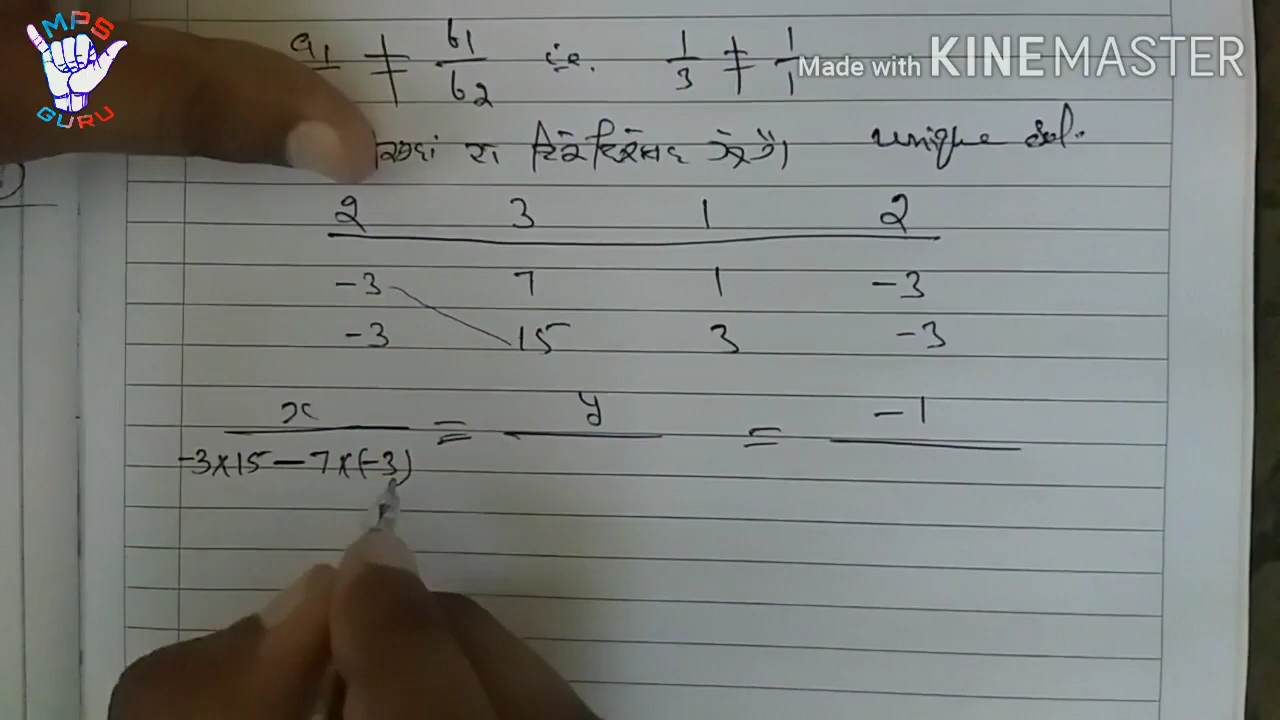 MPS
GURU
Made with KINEMASTER
a1 ≠ b1/b2 i.e. 1/3 ≠ 1/1
unique sol.
2 3 1 2
-3 7 1 -3
-3 15 3 -3
x = y = -1
-3×15-7×(-3)